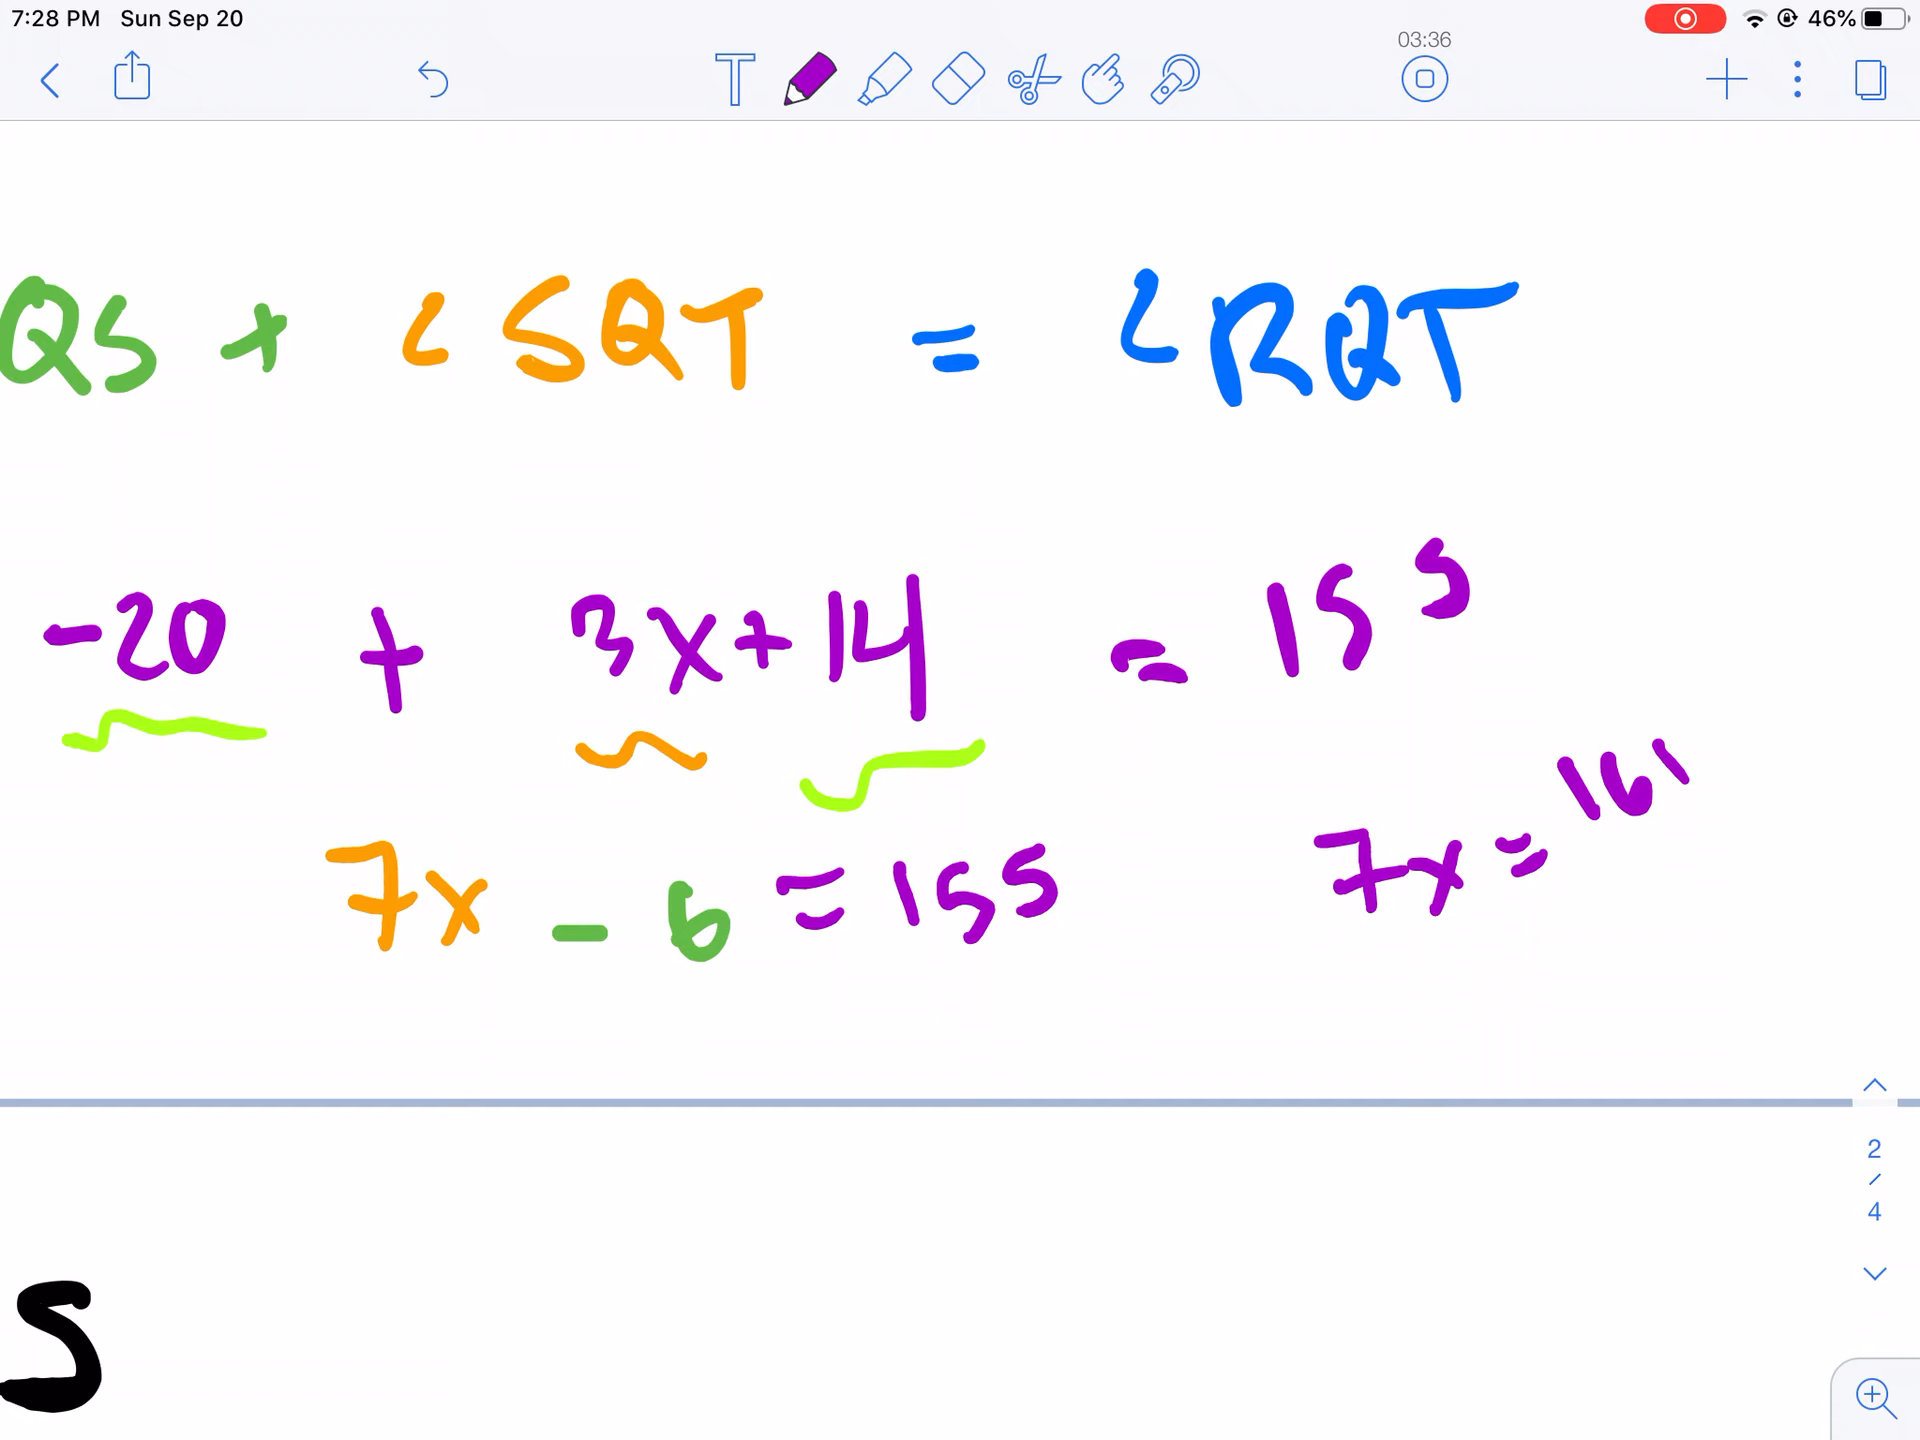 7:28 PM Sun Sep 20
46%
03:36
QS + ∠SQT = ∠RQT
-20 + 3x+14 = 155
7x - 6 = 155
7x = 161
2
/
4
S